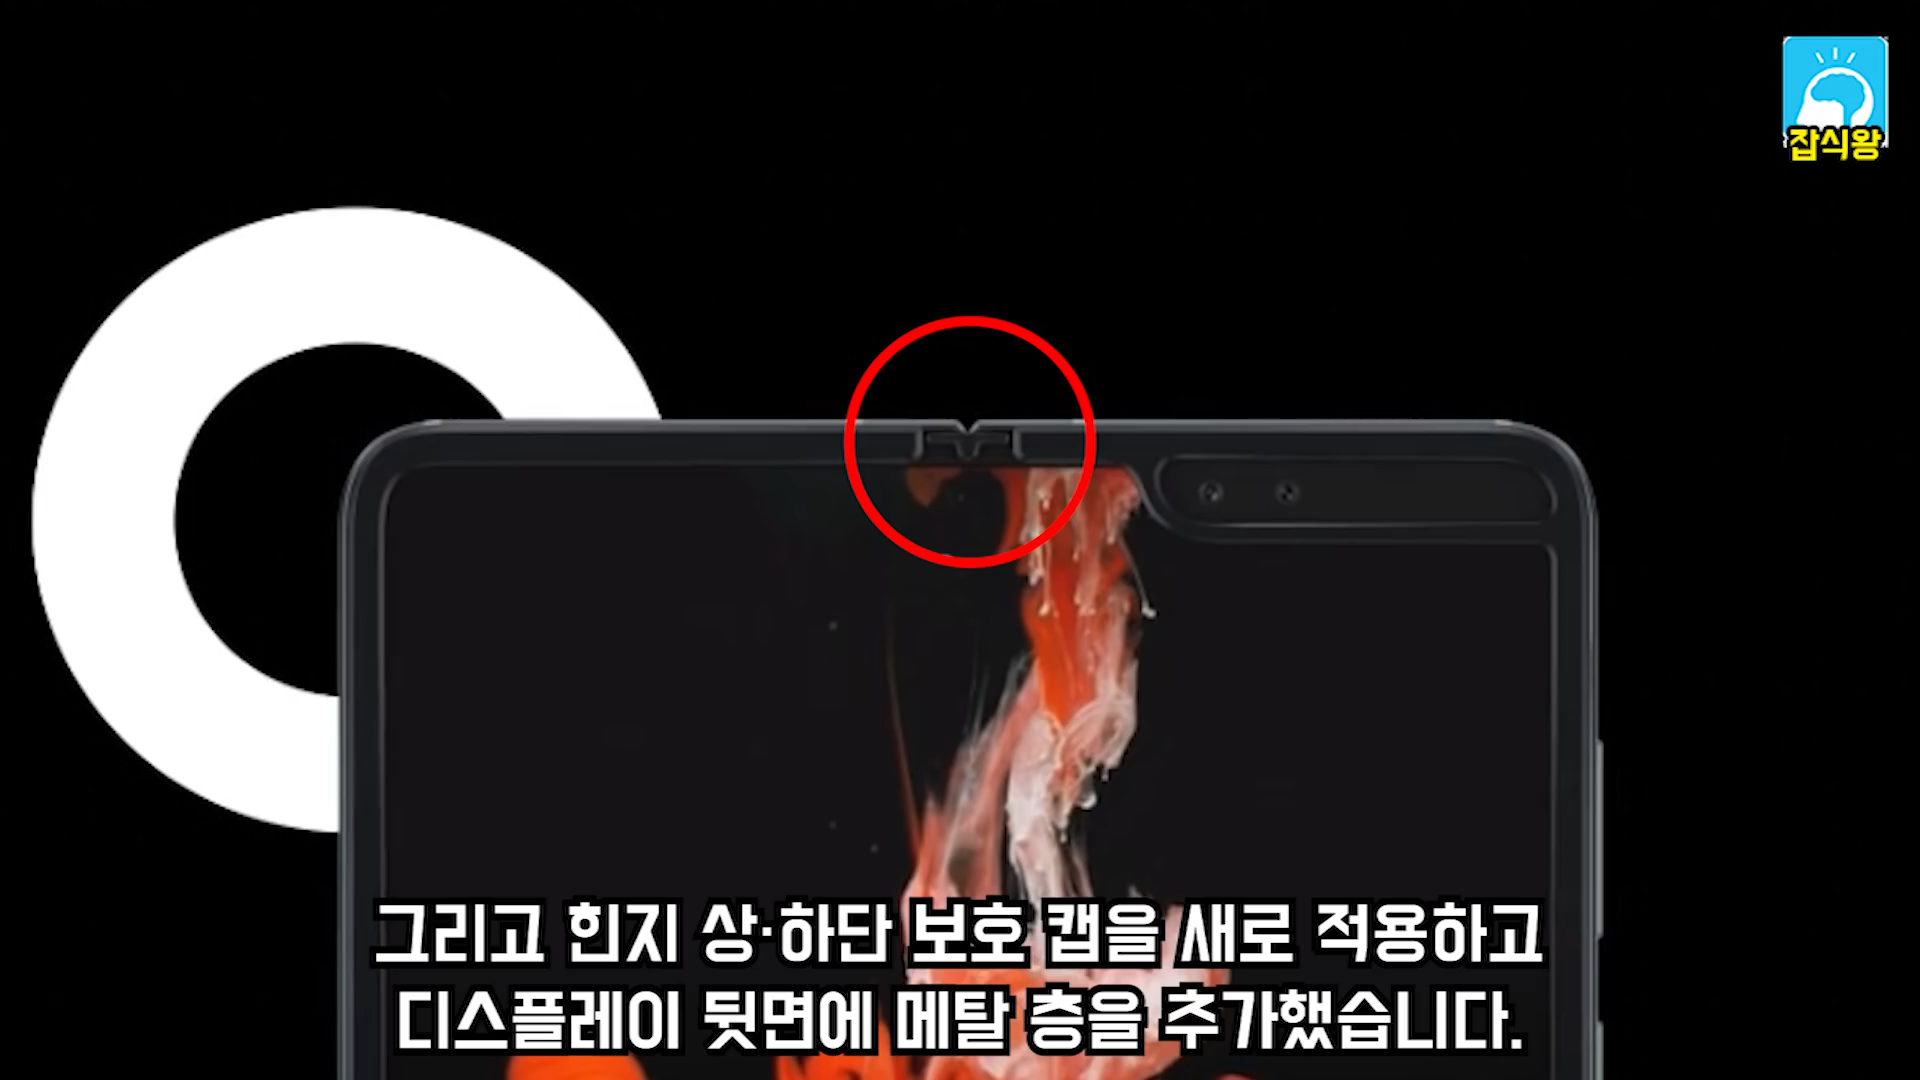 잡식왕
그리고 힌지 상·하단 보호 캡을 새로 적용하고
디스플레이 뒷면에 메탈 층을 추가했습니다.